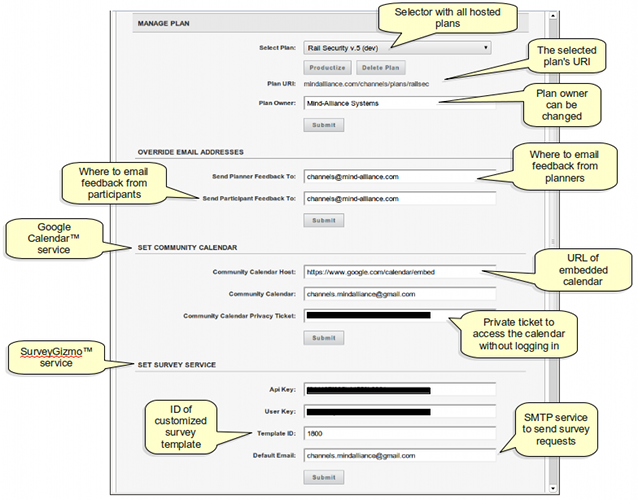 MANAGE PLAN
Selector with all hosted
plans
Select Plan: Rail Security v.5 (dev)
Productize Delete Plan
The selected
plan's URI
Plan URI: mindalliance.com/channels/plans/railsec
Plan Owner: Mind-Alliance Systems
Plan owner
can be
changed
Submit
OVERRIDE EMAIL ADDRESSES
Where to email
feedback from
participants
Where to email
feedback from
planners
Send Planner Feedback To: channels@mind-alliance.com
Send Participant Feedback To: channels@mind-alliance.com
Submit
Google
Calendar™
service
SET COMMUNITY CALENDAR
Community Calendar Host: https://www.google.com/calendar/embed
URL of
embedded
calendar
Community Calendar: channels.mindalliance@gmail.com
Community Calendar Privacy Ticket:
Private ticket to
access the calendar
without logging in
Submit
SurveyGizmo™
service
SET SURVEY SERVICE
Api Key:
User Key:
ID of
customized
survey
template
Template ID: 1800
SMTP service
to send survey
requests
Default Email: channels.mindalliance@gmail.com
Submit